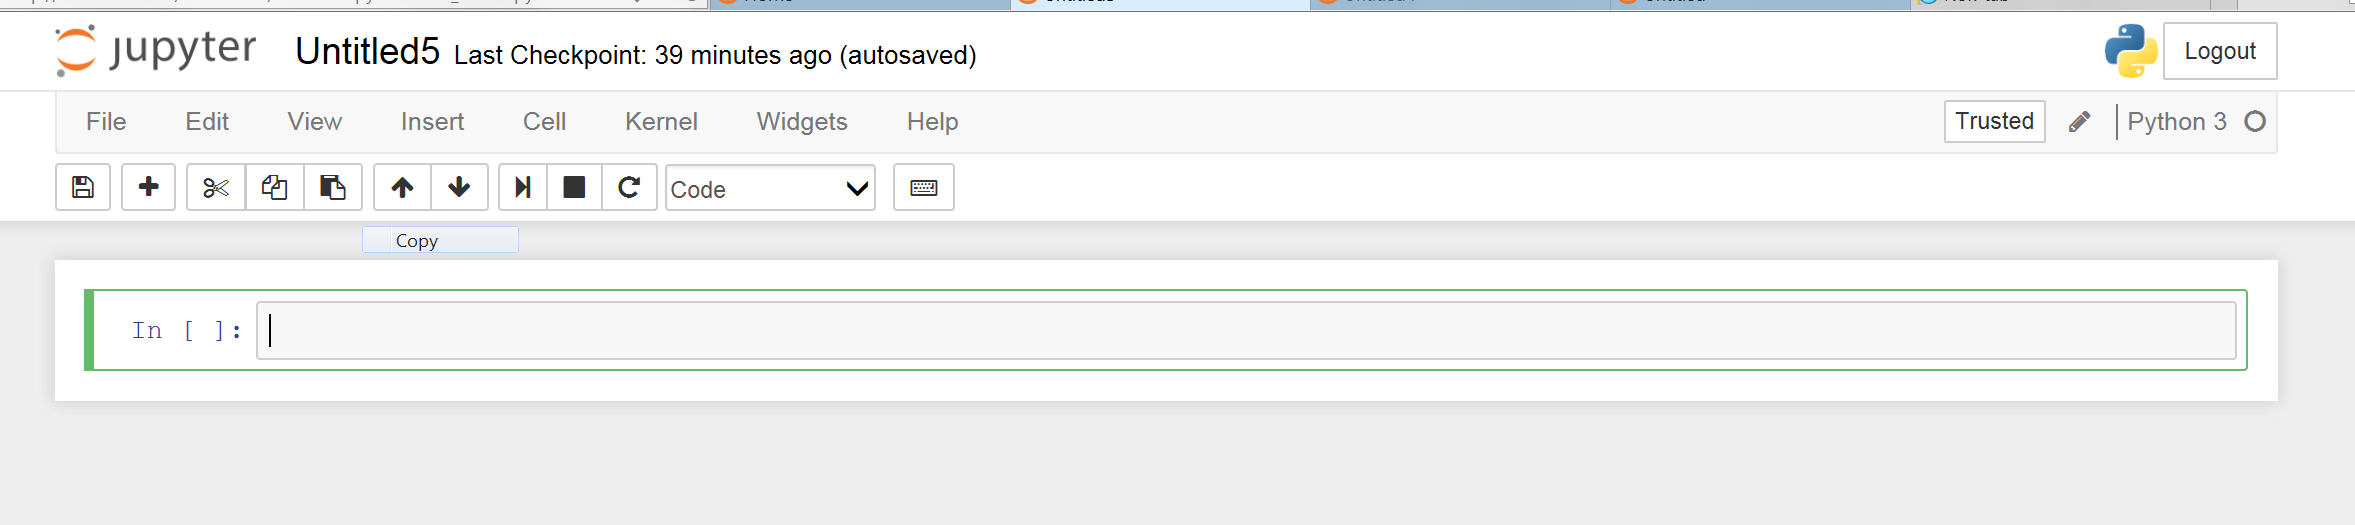 jupyter Untitled5 Last Checkpoint: 39 minutes ago (autosaved) Logout
File Edit View Insert Cell Kernel Widgets Help Trusted Python 3
Code
Copy
In [ ]: